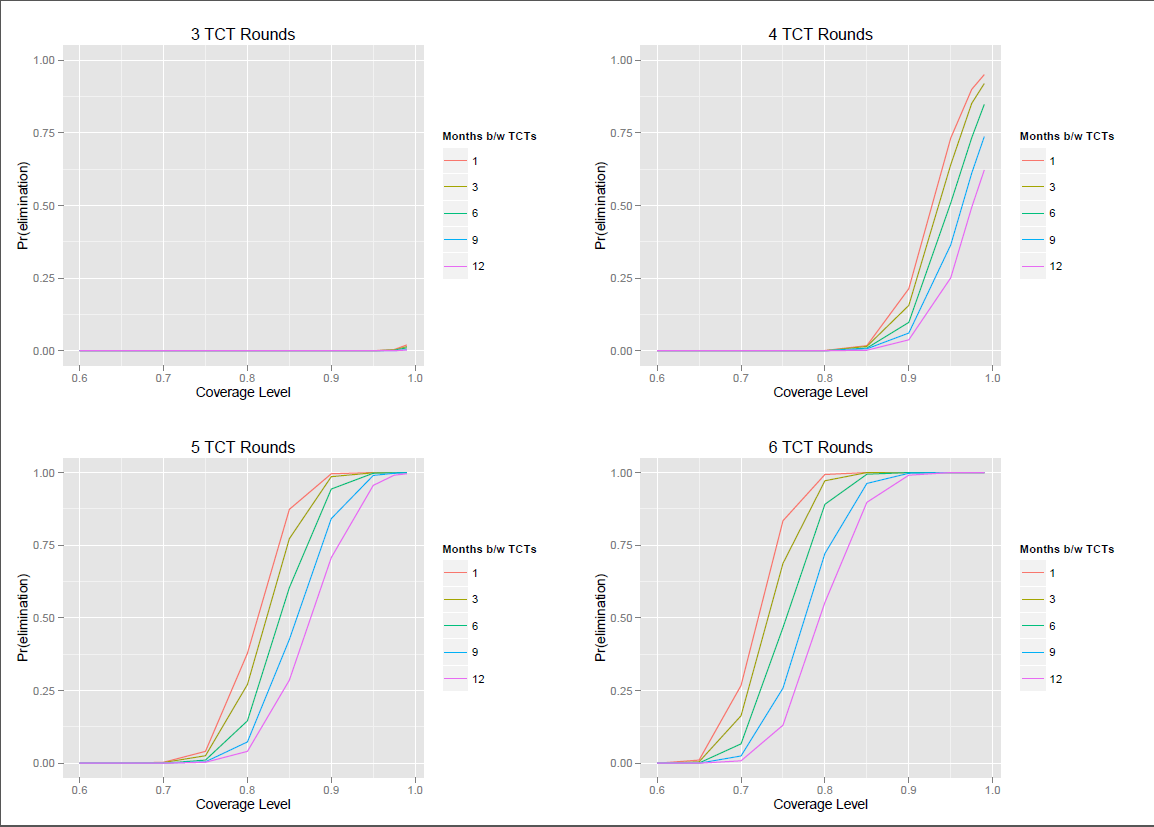 3 TCT Rounds
1.00
0.75
0.50
0.25
0.00
Pr(elimination)
0.6 0.7 0.8 0.9 1.0
Coverage Level
Months b/w TCTs
1
3
6
9
12
4 TCT Rounds
1.00
0.75
0.50
0.25
0.00
Pr(elimination)
0.6 0.7 0.8 0.9 1.0
Coverage Level
Months b/w TCTs
1
3
6
9
12
5 TCT Rounds
1.00
0.75
0.50
0.25
0.00
Pr(elimination)
0.6 0.7 0.8 0.9 1.0
Coverage Level
Months b/w TCTs
1
3
6
9
12
6 TCT Rounds
1.00
0.75
0.50
0.25
0.00
Pr(elimination)
0.6 0.7 0.8 0.9 1.0
Coverage Level
Months b/w TCTs
1
3
6
9
12